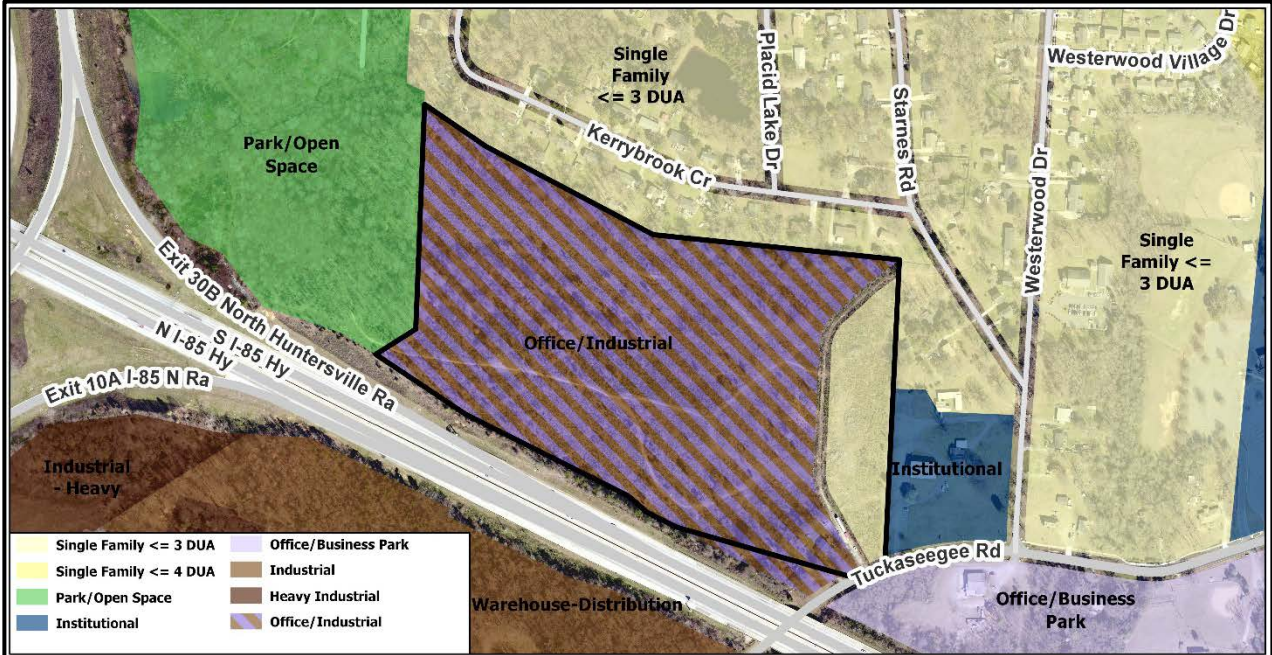 Single
Family
<= 3 DUA
Placid Lake Dr
Starnes Rd
Westerwood Village Dr
Park/Open
Space
Kerrybrook Cr
Westerwood Dr
Single
Family <=
3 DUA
Exit 30B North Huntersville Ra
S I-85 Hy
N I-85 Hy
Exit 10A I-85 N Ra
Office/Industrial
Industrial
- Heavy
Institutional
Tuckaseegee Rd
Warehouse-Distribution
Office/Business
Park
Single Family <= 3 DUA
Single Family <= 4 DUA
Park/Open Space
Institutional
Office/Business Park
Industrial
Heavy Industrial
Office/Industrial